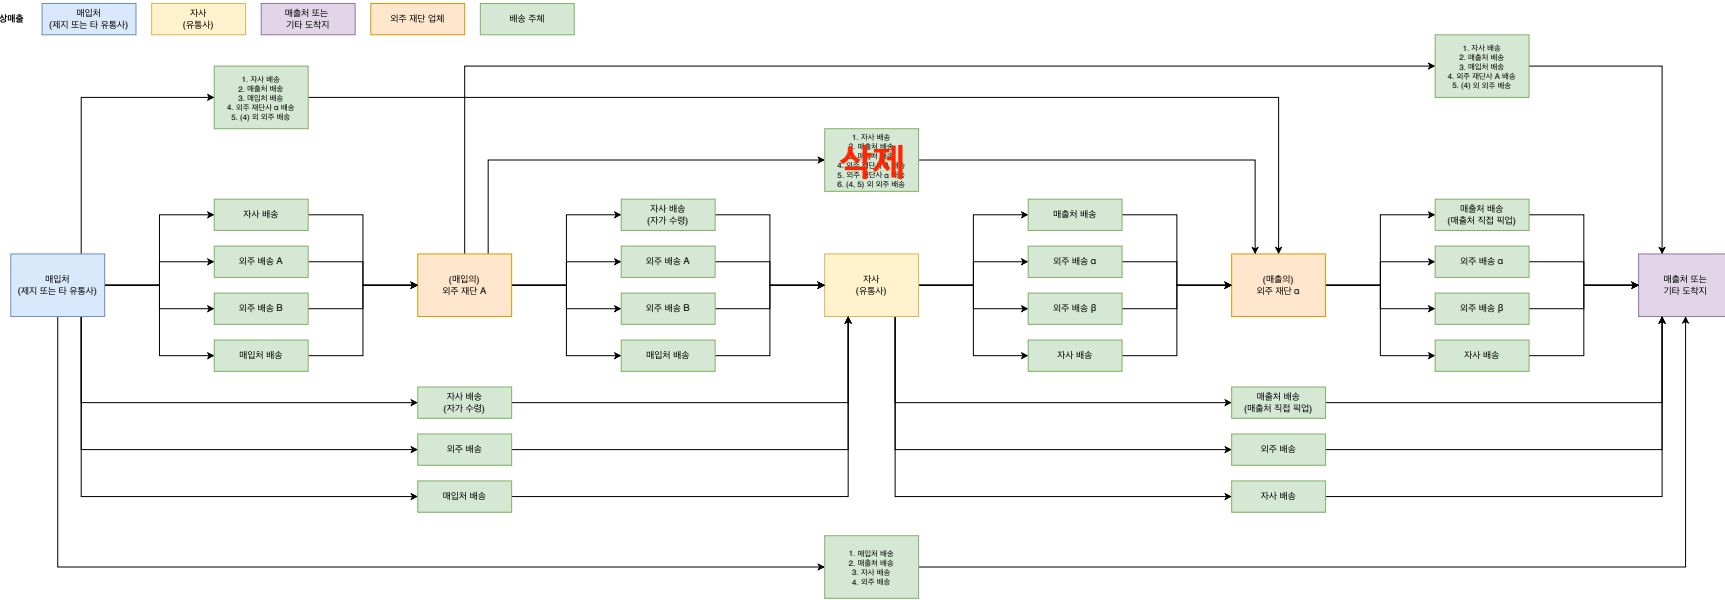 상매출
매입처
(제지 또는 타 유통사)
자사
(유통사)
매출처 또는
기타 도착지
외주 재단 업체
배송 주체
1. 자사 배송
2. 매출처 배송
3. 매입처 배송
4. 외주 재단사 A 배송
5. (4) 외 외주 배송
1. 자사 배송
2. 매출처 배송
3. 매입처 배송
4. 외주 재단사 α 배송
5. (4) 외 외주 배송
1. 자사 배송
2. 매출처 배송
삭제
5. 외주 재단사 α
6. (4, 5) 외 외주 배송
자사 배송
외주 배송 A
외주 배송 B
매입처 배송
자사 배송
(자가 수령)
외주 배송 A
외주 배송 B
매입처 배송
매출처 배송
외주 배송 α
외주 배송 β
자사 배송
매출처 배송
(매출처 직접 픽업)
외주 배송 α
외주 배송 β
자사 배송
매입처
(제지 또는 타 유통사)
(매입의)
외주 재단 A
자사
(유통사)
(매출의)
외주 재단 α
매출처 또는
기타 도착지
자사 배송
(자가 수령)
외주 배송
매입처 배송
매출처 배송
(매출처 직접 픽업)
외주 배송
자사 배송
1. 매입처 배송
2. 매출처 배송
3. 자사 배송
4. 외주 배송